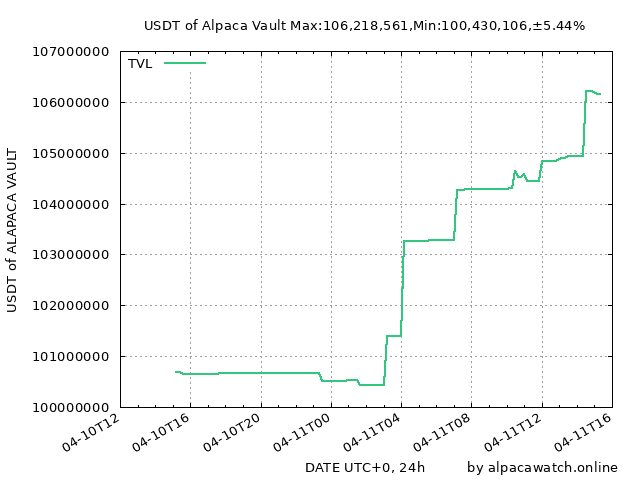 USDT of Alpaca Vault Max:106,218,561,Min:100,430,106,±5.44%
107000000
TVL
106000000
105000000
104000000
103000000
102000000
101000000
100000000
USDT of ALAPACA VAULT
04-10T12
04-10T16
04-10T20
04-11T00
04-11T04
04-11T08
04-11T12
04-11T16
DATE UTC+0, 24h
by alpacawatch.online